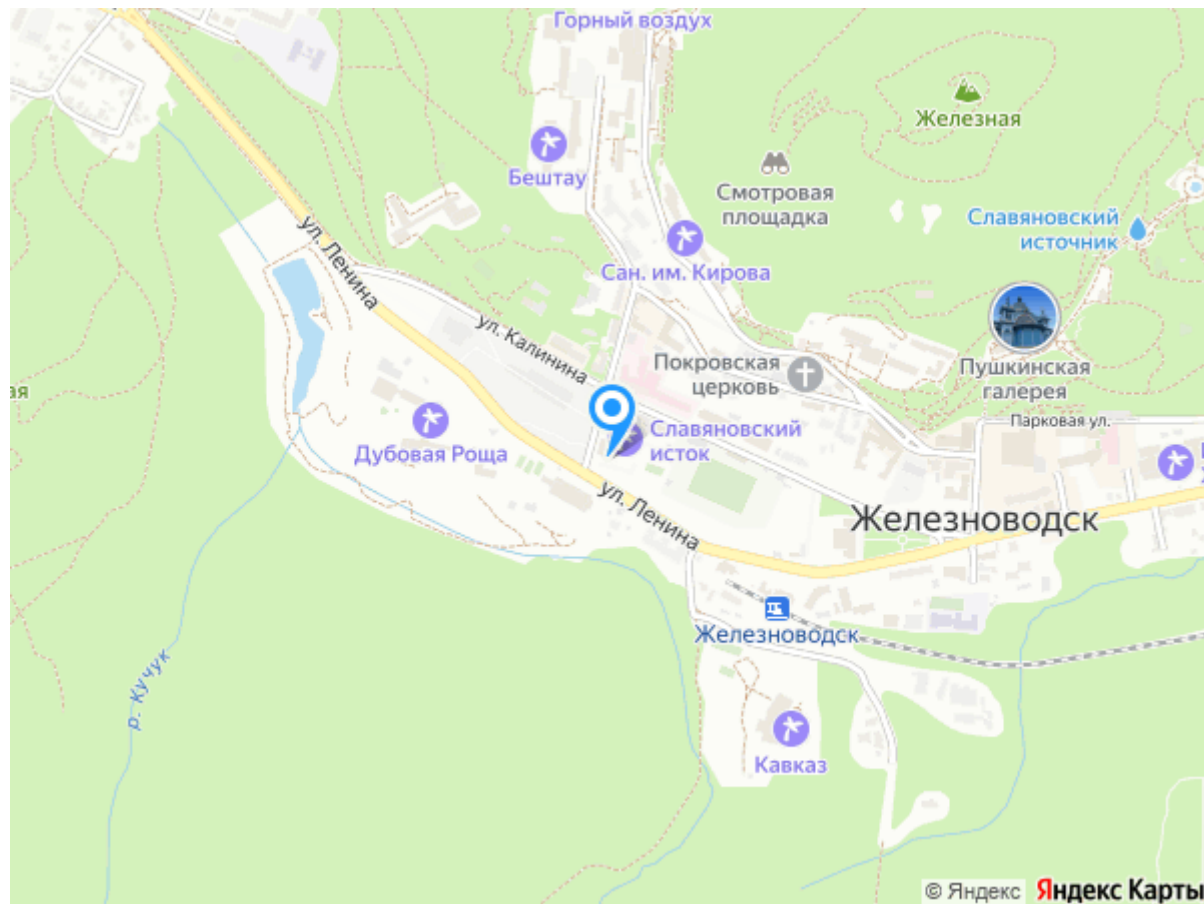 Горный воздух
Железная
Бештау
Смотровая
площадка
Славяновский
источник
ул. Ленина
Сан. им. Кирова
ул. Калинина
Покровская
церковь
Пушкинская
галерея
Парковая ул.
ая
Дубовая Роща
Славяновский
исток
ул. Ленина
Железноводск
Железноводск
р. Кучук
Кавказ
© Яндекс Яндекс Карты